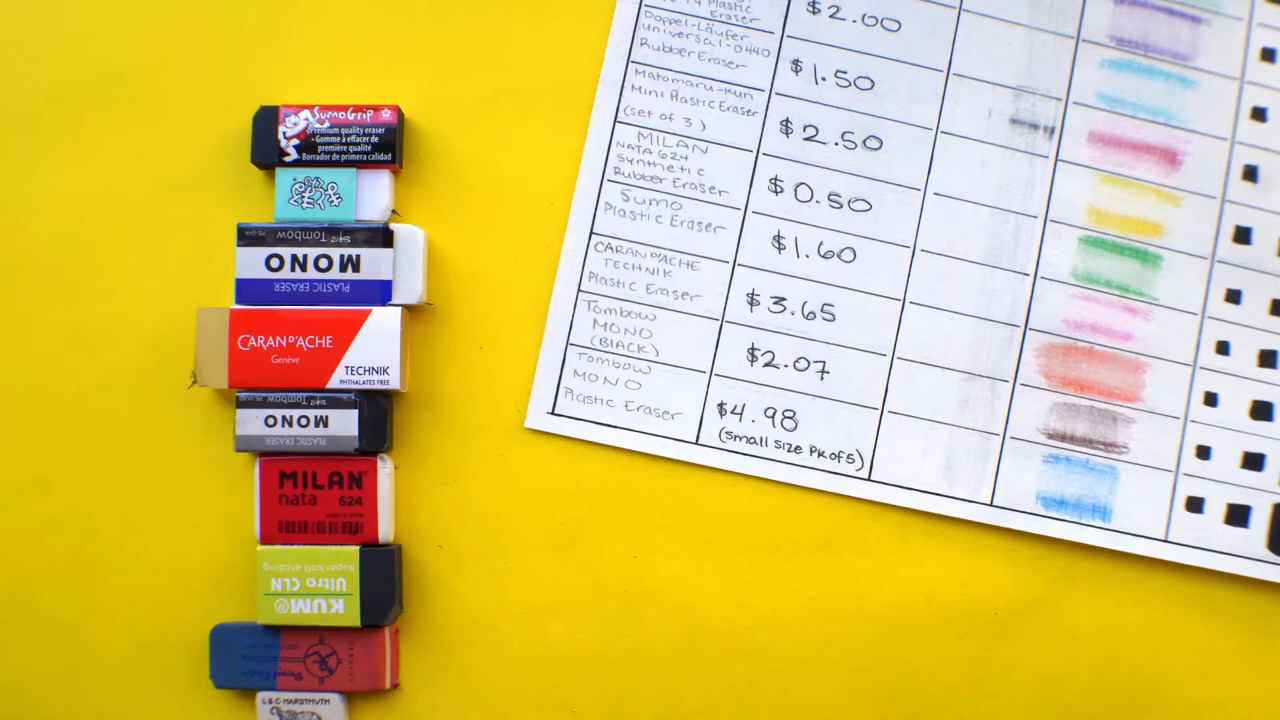 SumoGrip
Premium quality eraser
- Gomme à effacer de
première qualité
Borrador de primera calidad
Tombow
MONO
PLASTIC ERASER
CARAN D'ACHE
Genève
TECHNIK
PHTHALATES FREE
Tombow
MONO
PLASTIC ERASER
MILAN
nata 624
KUM®
Ultra CLN
super soft erasing
L & C HARDTMUTH
Plastic
Eraser
$2.00
Doppel-Läufer
universal-0440
Rubber Eraser
$1.50
Matomaru-kun
Mini Plastic Eraser
(set of 3)
$2.50
MILAN
NATA 624
Synthetic
Rubber Eraser
$0.50
Sumo
Plastic Eraser
$1.60
CARAN D'ACHE
TECHNIK
Plastic Eraser
$3.65
Tombow
MONO
(BLACK)
$2.07
Tombow
MONO
Plastic Eraser
$4.98
(Small size PK of 5)